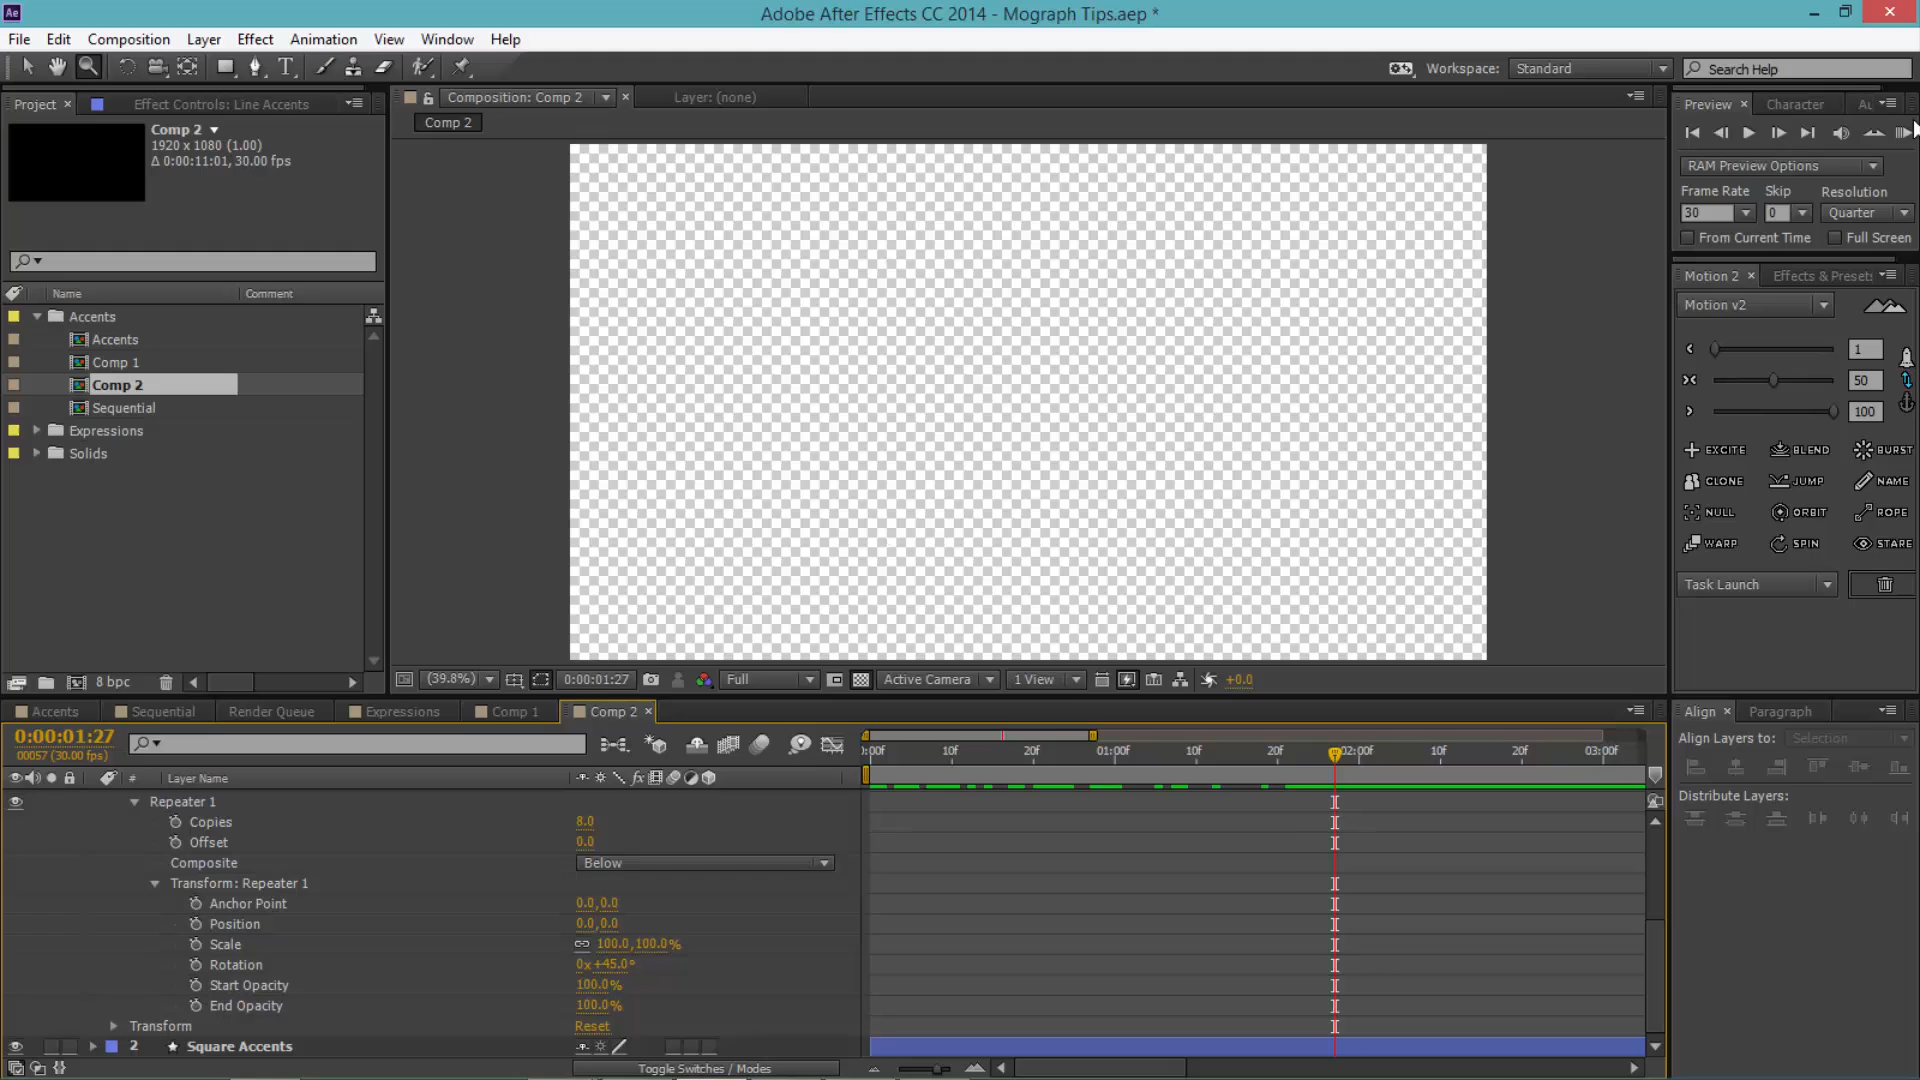 Ae
Adobe After Effects CC 2014 - Mograph Tips.aep *
File Edit Composition Layer Effect Animation View Window Help
T
Workspace: Standard Search Help
Project Effect Controls: Line Accents
Composition: Comp 2 Layer: (none)
Comp 2
Preview Character Au
Comp 2
1920 x 1080 (1.00)
Δ 0:00:11:01, 30.00 fps
RAM Preview Options
Frame Rate Skip Resolution
30 0 Quarter
From Current Time Full Screen
Name Comment
Accents
Accents
Comp 1
Comp 2
Sequential
Expressions
Solids
Motion 2 Effects & Presets
Motion v2
1
50
100
EXCITE BLEND BURST
CLONE JUMP NAME
NULL ORBIT ROPE
WARP SPIN STARE
Task Launch
8 bpc
(39.8%) 0:00:01:27 Full Active Camera 1 View +0.0
Accents Sequential Render Queue Expressions Comp 1 Comp 2
0:00:01:27
00057 (30.00 fps)
:00f 10f 20f 01:00f 10f 20f 02:00f 10f 20f 03:00f
# Layer Name
fx
Repeater 1
Copies 8.0
Offset 0.0
Composite Below
Transform: Repeater 1
Anchor Point 0.0,0.0
Position 0.0,0.0
Scale 100.0,100.0%
Rotation 0x+45.0°
Start Opacity 100.0%
End Opacity 100.0%
Transform Reset
2 Square Accents
Toggle Switches / Modes
Align Paragraph
Align Layers to: Selection
Distribute Layers: